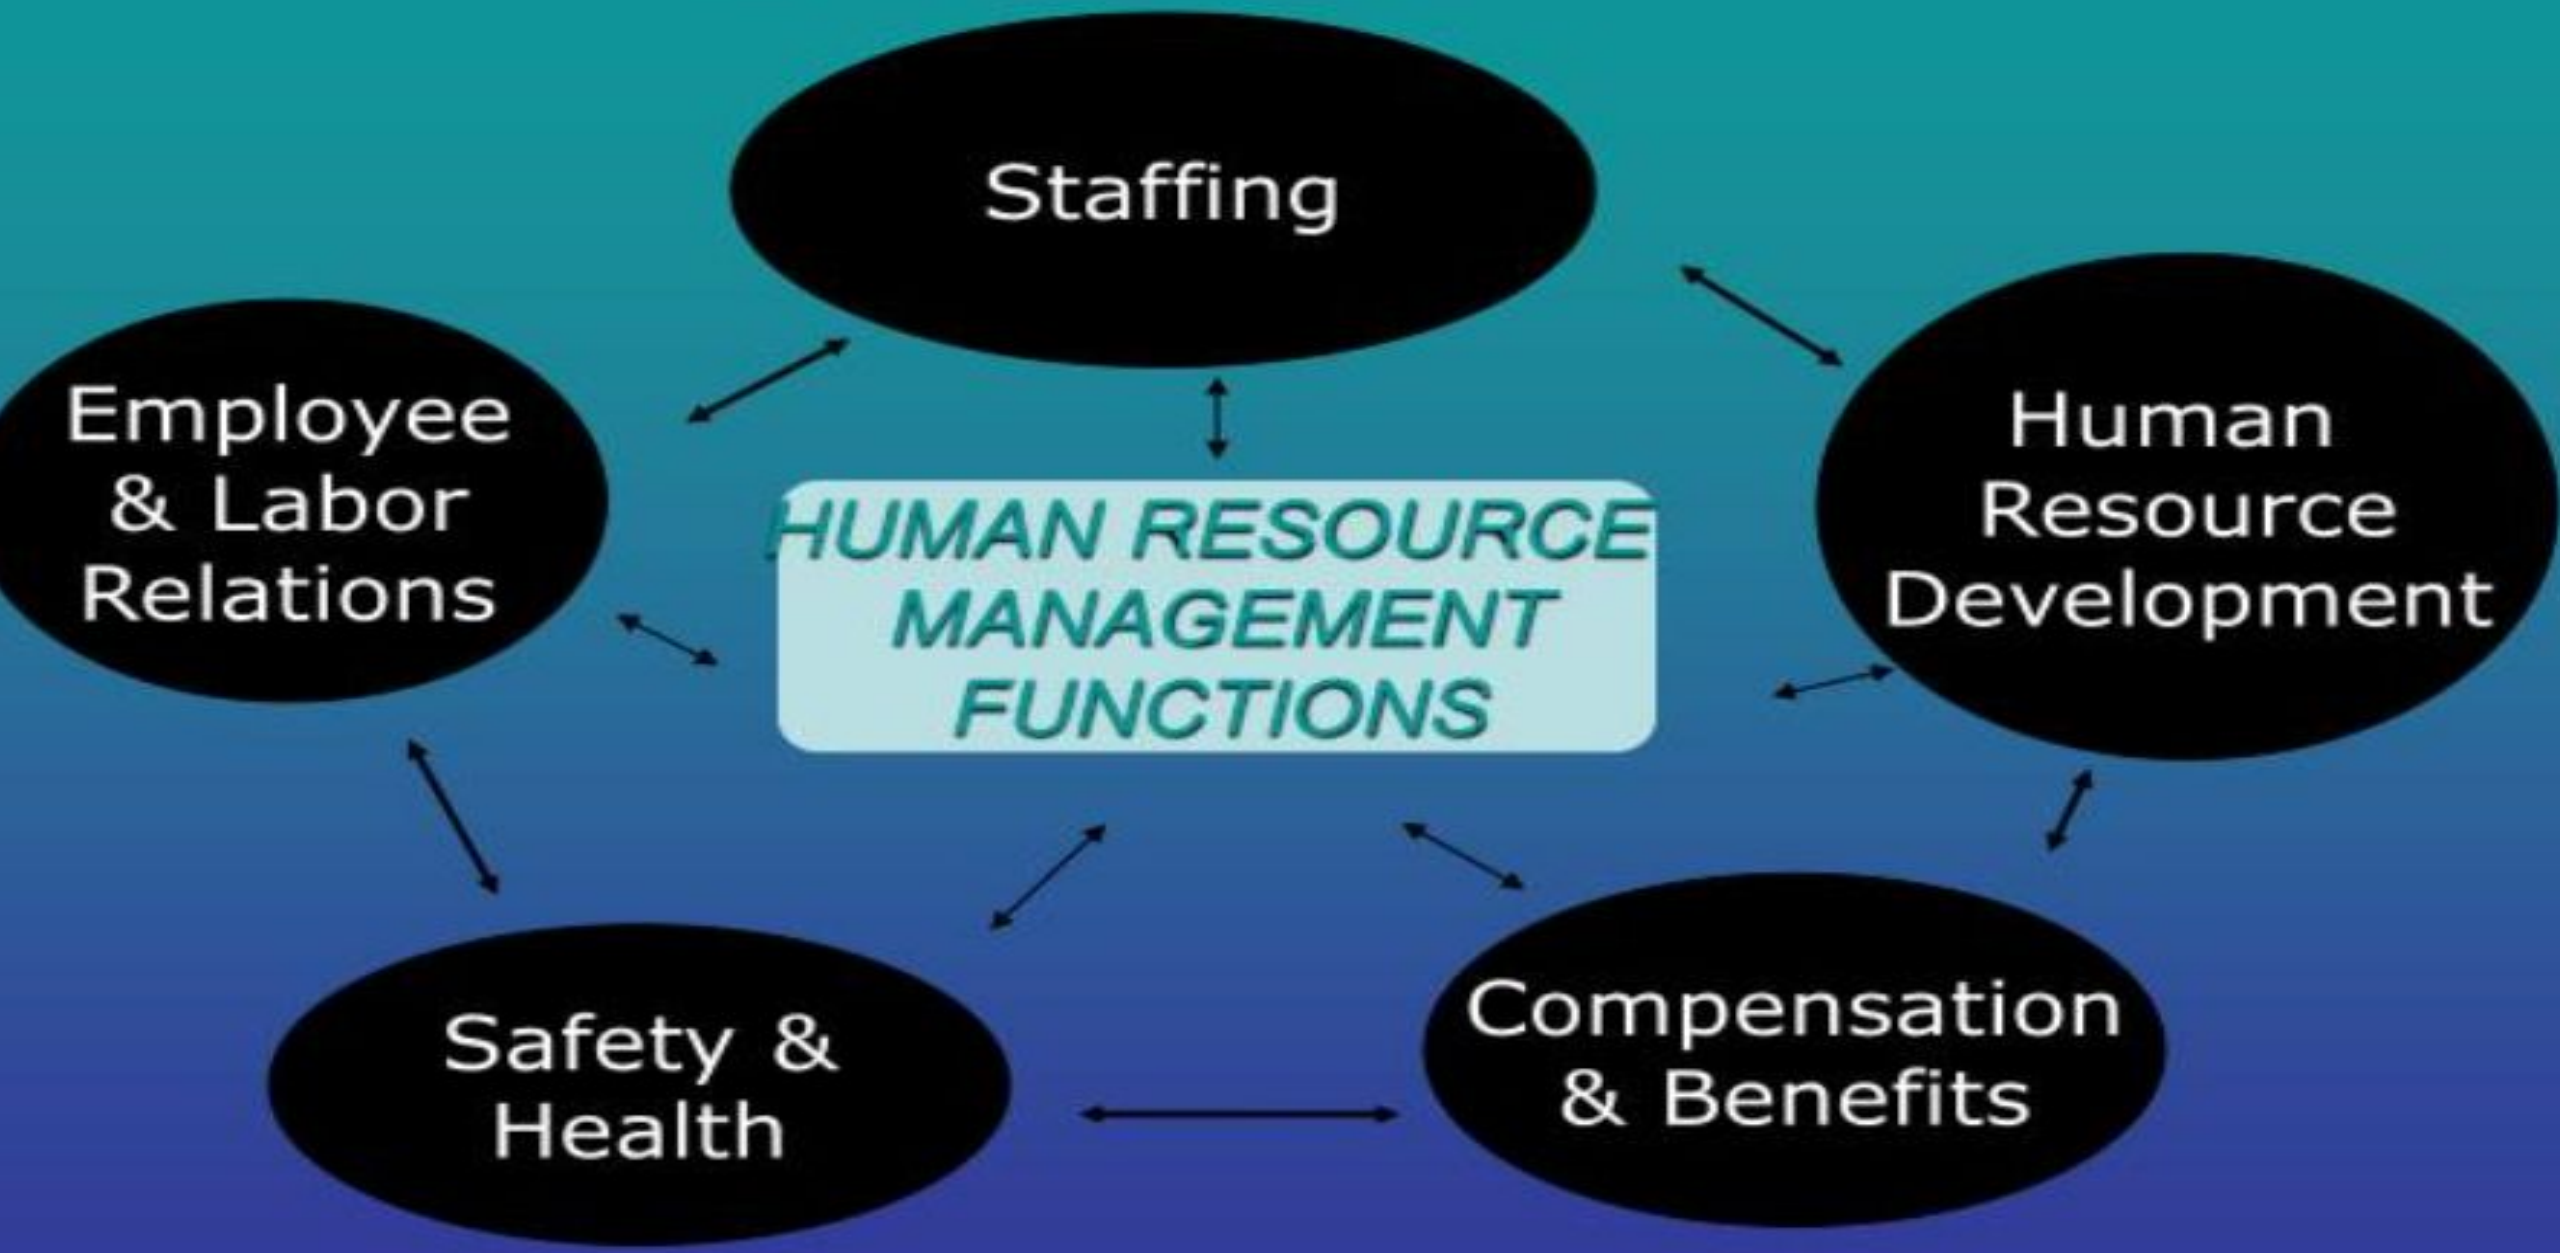 Staffing
Employee
& Labor
Relations
Human
Resource
Development
HUMAN RESOURCE
MANAGEMENT
FUNCTIONS
Safety &
Health
Compensation
& Benefits